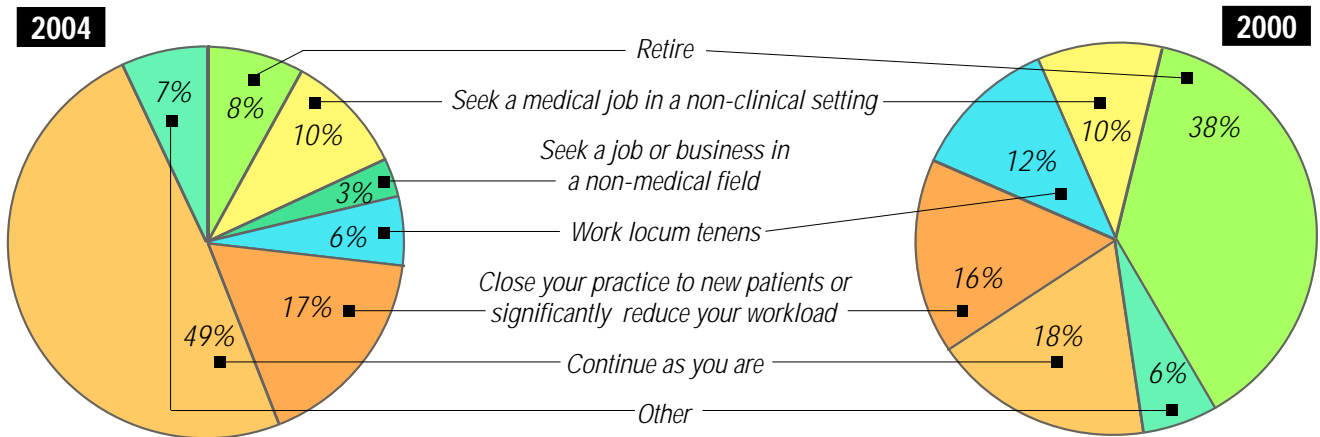 2004
2000
Retire
Seek a medical job in a non-clinical setting
Seek a job or business in
a non-medical field
Work locum tenens
Close your practice to new patients or
significantly reduce your workload
Continue as you are
Other
7%
8%
10%
3%
6%
17%
49%
10%
38%
12%
16%
18%
6%